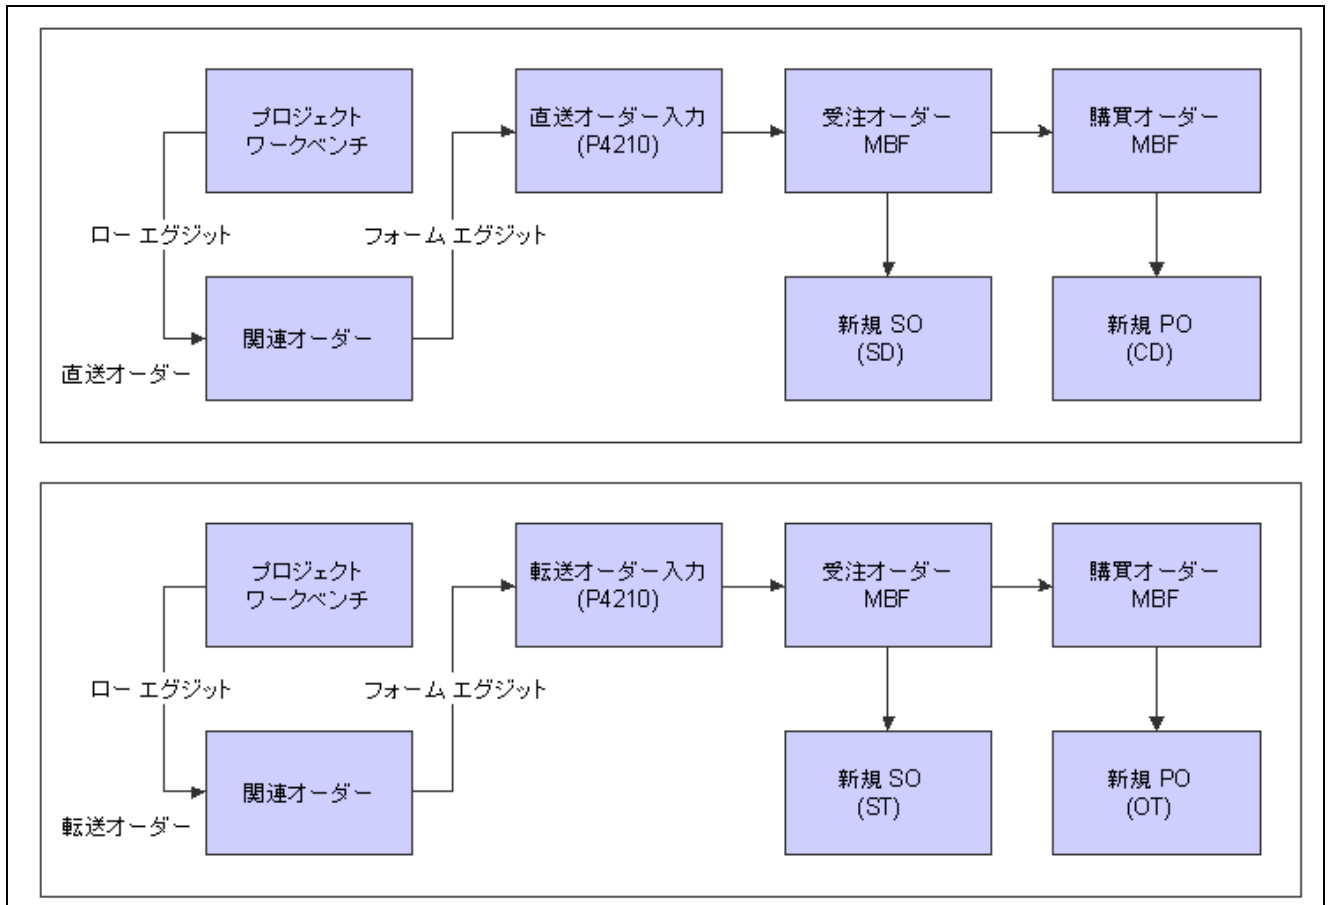 プロジェクト
ワークベンチ
直送オーダー入力
(P4210)
受注オーダー
MBF
購買オーダー
MBF
ロー エグジット
フォーム エグジット
関連オーダー
直送オーダー
新規 SO
(SD)
新規 PO
(CD)
プロジェクト
ワークベンチ
転送オーダー入力
(P4210)
受注オーダー
MBF
購買オーダー
MBF
ロー エグジット
フォーム エグジット
関連オーダー
転送オーダー
新規 SO
(ST)
新規 PO
(OT)